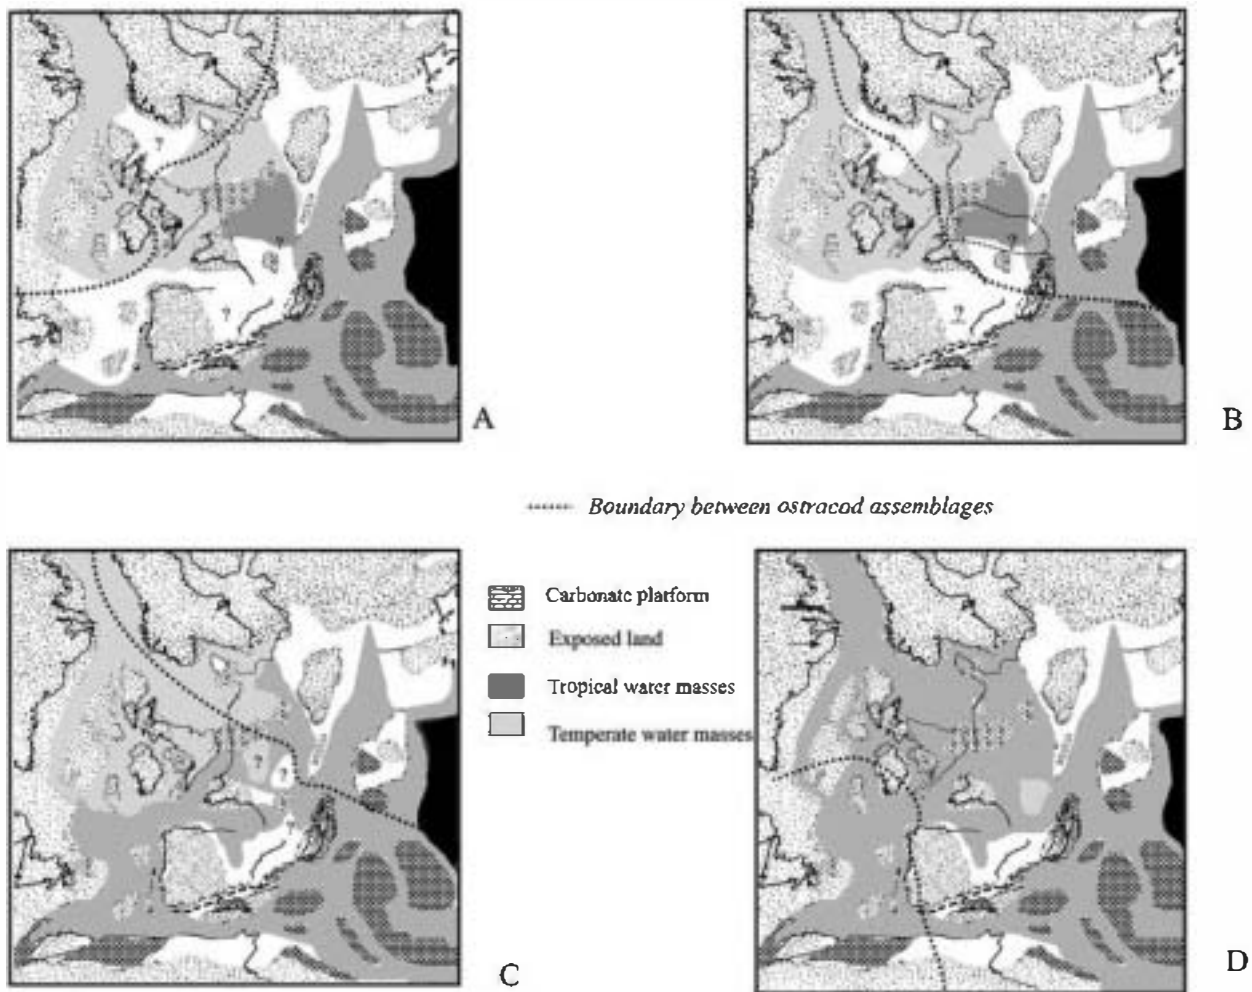 ?
?
?
A
?
?
B
Boundary between ostracod assemblages
Carbonate platform
Exposed land
Tropical water masses
Temperate water masses
?
?
?
C
D